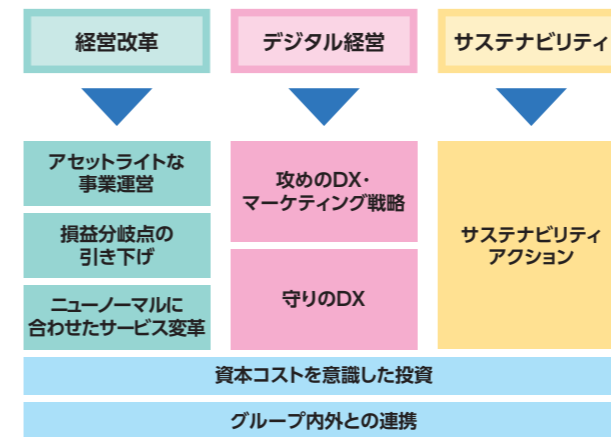 経営改革
デジタル経営
サステナビリティ
アセットライトな
事業運営
損益分岐点の
引き下げ
ニューノーマルに
合わせたサービス変革
攻めのDX・
マーケティング戦略
守りのDX
サステナビリティ
アクション
資本コストを意識した投資
グループ内外との連携